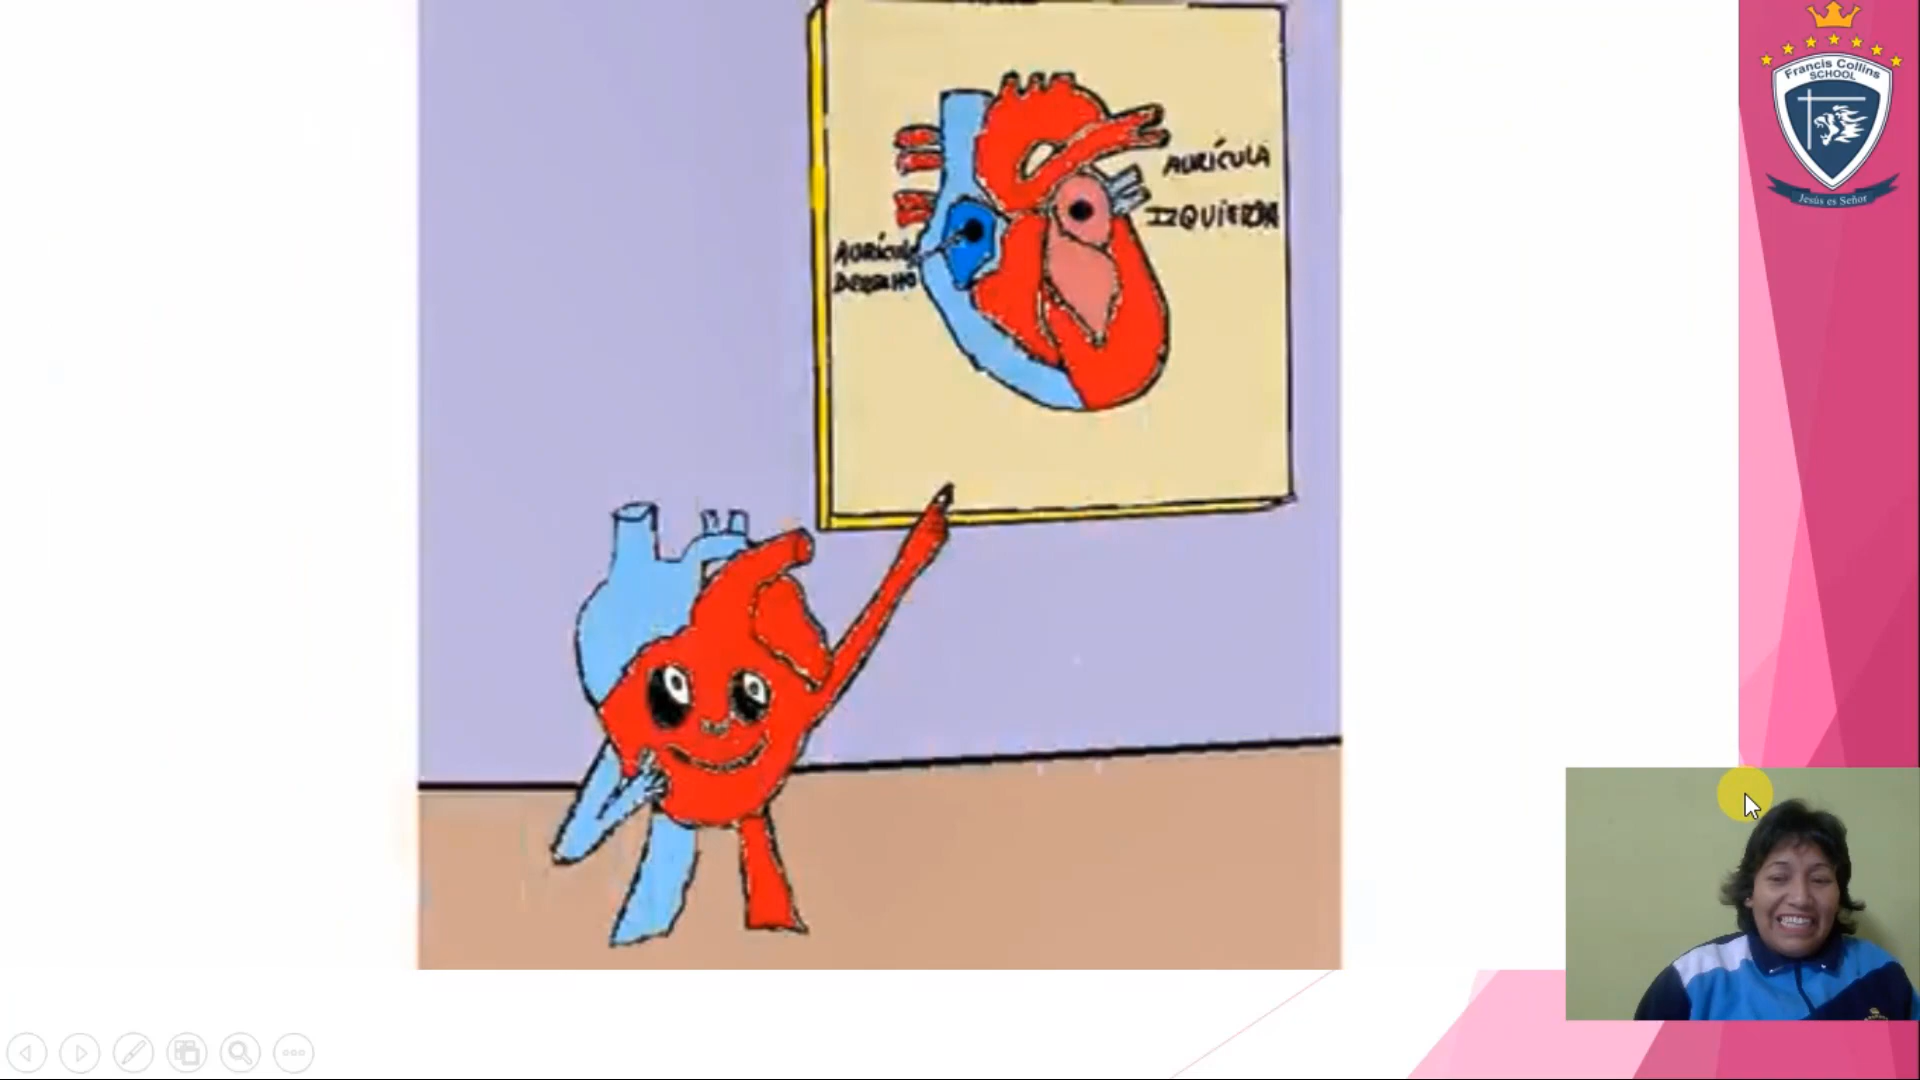 Francis Collins
SCHOOL
Jesús es Señor
AURÍCULA
IZQUIERDA
AURÍCULA
DERECHO